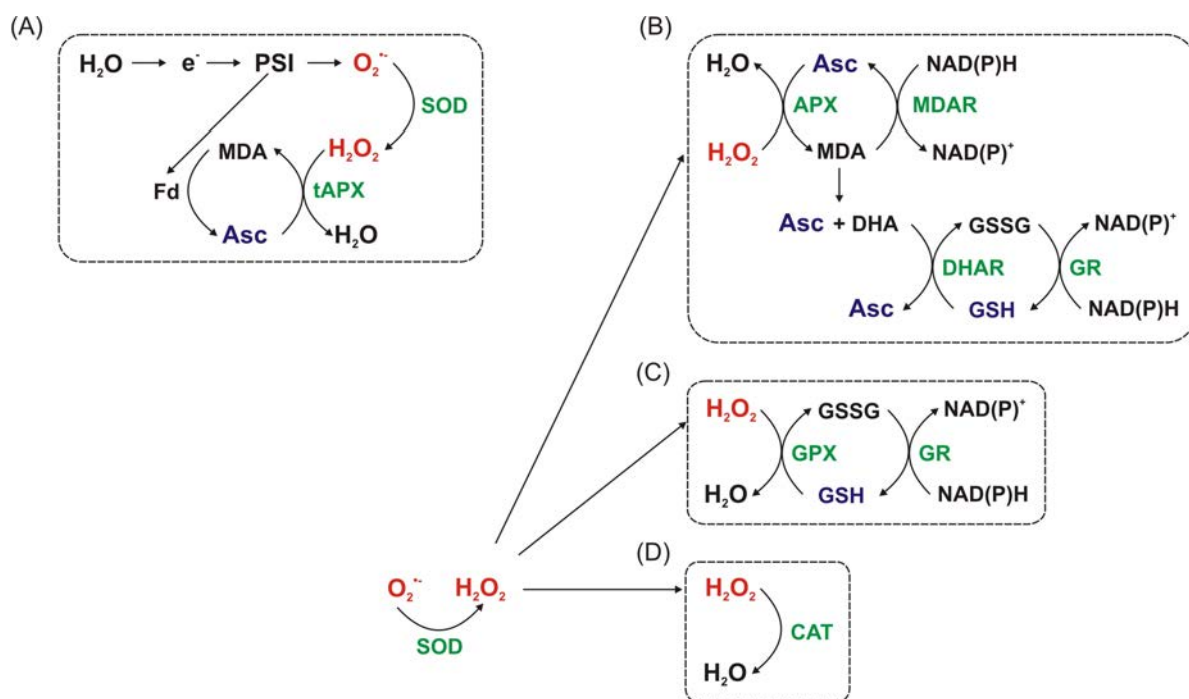 (A)
H₂O e⁻ PSI O₂•⁻
SOD
MDA H₂O₂
Fd tAPX
Asc H₂O
(B)
H₂O Asc NAD(P)H
APX MDAR
H₂O₂ MDA NAD(P)⁺
Asc + DHA GSSG NAD(P)⁺
DHAR GR
Asc GSH NAD(P)H
(C)
H₂O₂ GSSG NAD(P)⁺
GPX GR
H₂O GSH NAD(P)H
O₂•⁻ H₂O₂
SOD
(D)
H₂O₂
CAT
H₂O